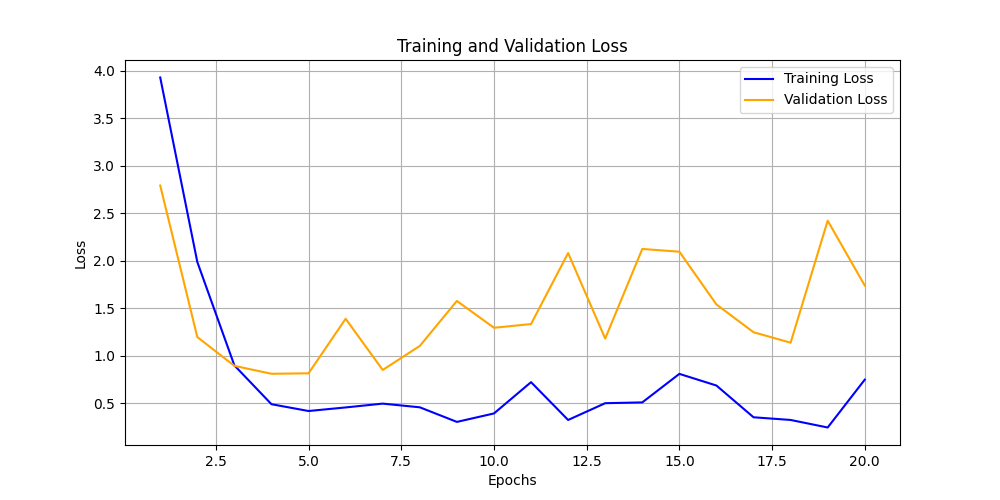 Training and Validation Loss
Training Loss
Validation Loss
4.0
3.5
3.0
2.5
2.0
1.5
1.0
0.5
Loss
2.5 5.0 7.5 10.0 12.5 15.0 17.5 20.0
Epochs